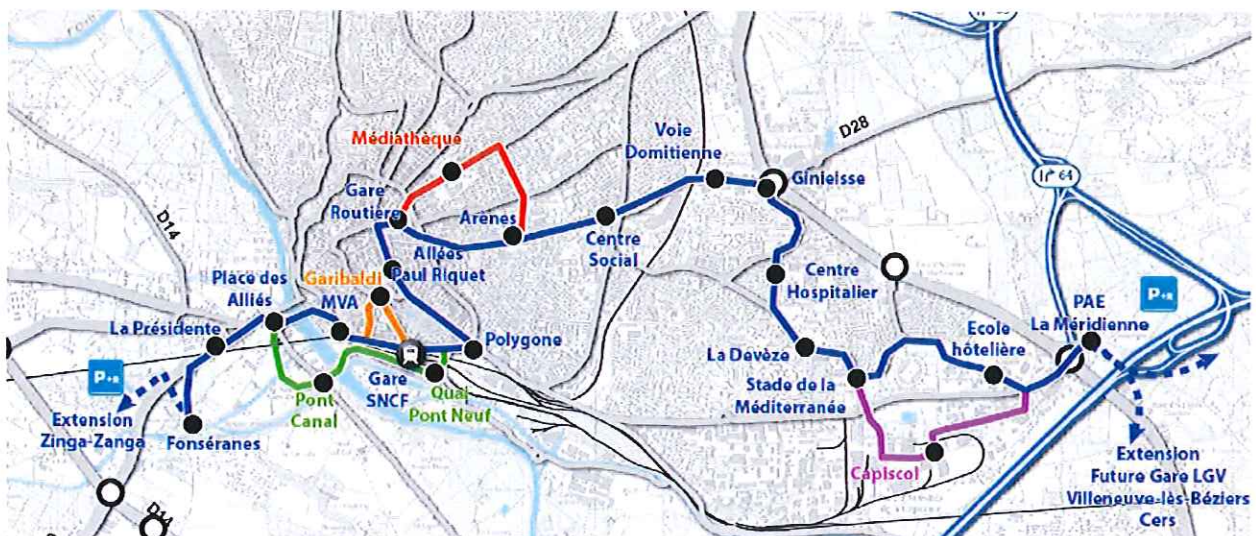 D28
64
D14
Médiathèque
Voie
Domitienne
Ginieisse
Gare
Routière
Arènes
Centre
Social
Allées
Paul Riquet
Garibaldi
Place des
Alliés
MVA
La Présidente
Polygone
Gare
SNCF
Quai
Pont Neuf
Pont
Canal
P+R
Extension
Zinga-Zanga
Fonséranes
Centre
Hospitalier
La Devèze
Stade de la
Méditerranée
Ecole
hôtelière
PAE
La Méridienne
P+R
Capiscol
Extension
Future Gare LGV
Villeneuve-lès-Béziers
Cers
D14